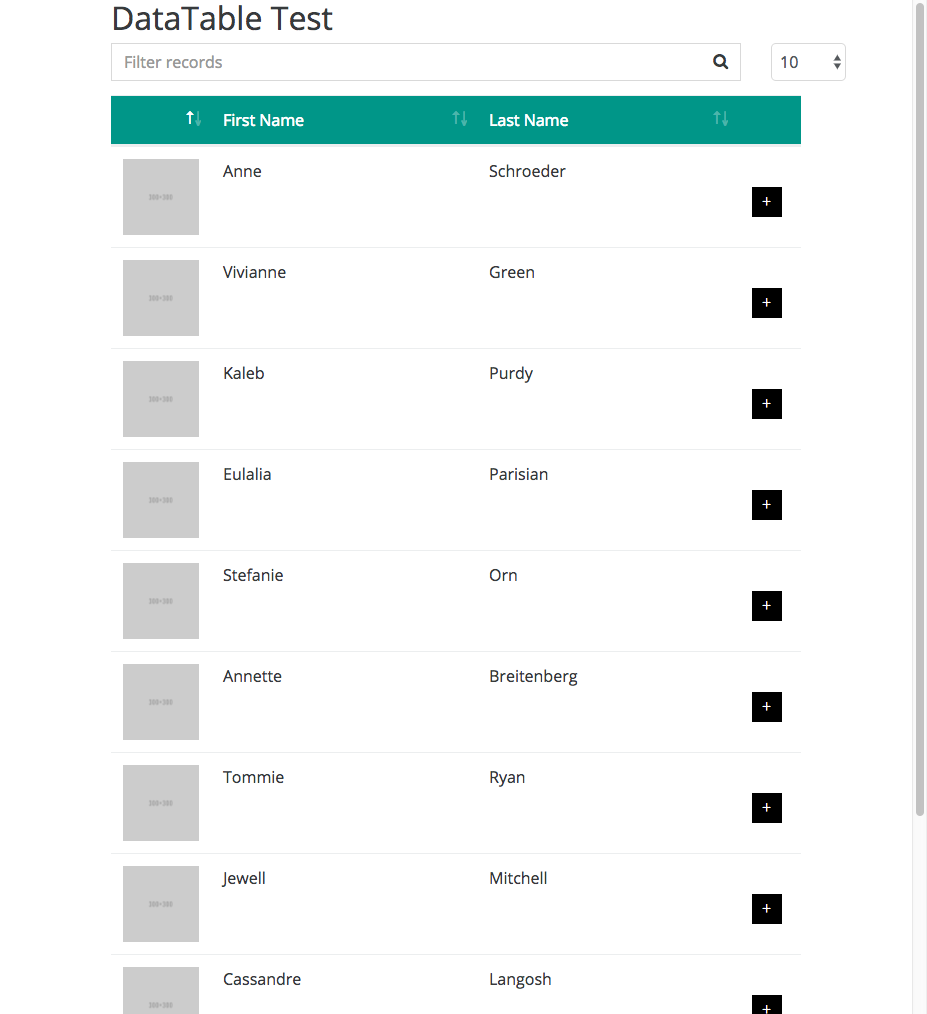 DataTable Test
Filter records 10
First Name Last Name
Anne Schroeder
300×300 +
Vivianne Green
300×300 +
Kaleb Purdy
300×300 +
Eulalia Parisian
300×300 +
Stefanie Orn
300×300 +
Annette Breitenberg
300×300 +
Tommie Ryan
300×300 +
Jewell Mitchell
300×300 +
Cassandre Langosh
300×300 +